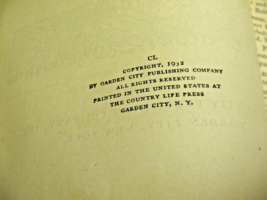 CL
COPYRIGHT, 1932
BY GARDEN CITY PUBLISHING COMPANY
ALL RIGHTS RESERVED
PRINTED IN THE UNITED STATES AT
THE COUNTRY LIFE PRESS
GARDEN CITY, N. Y.